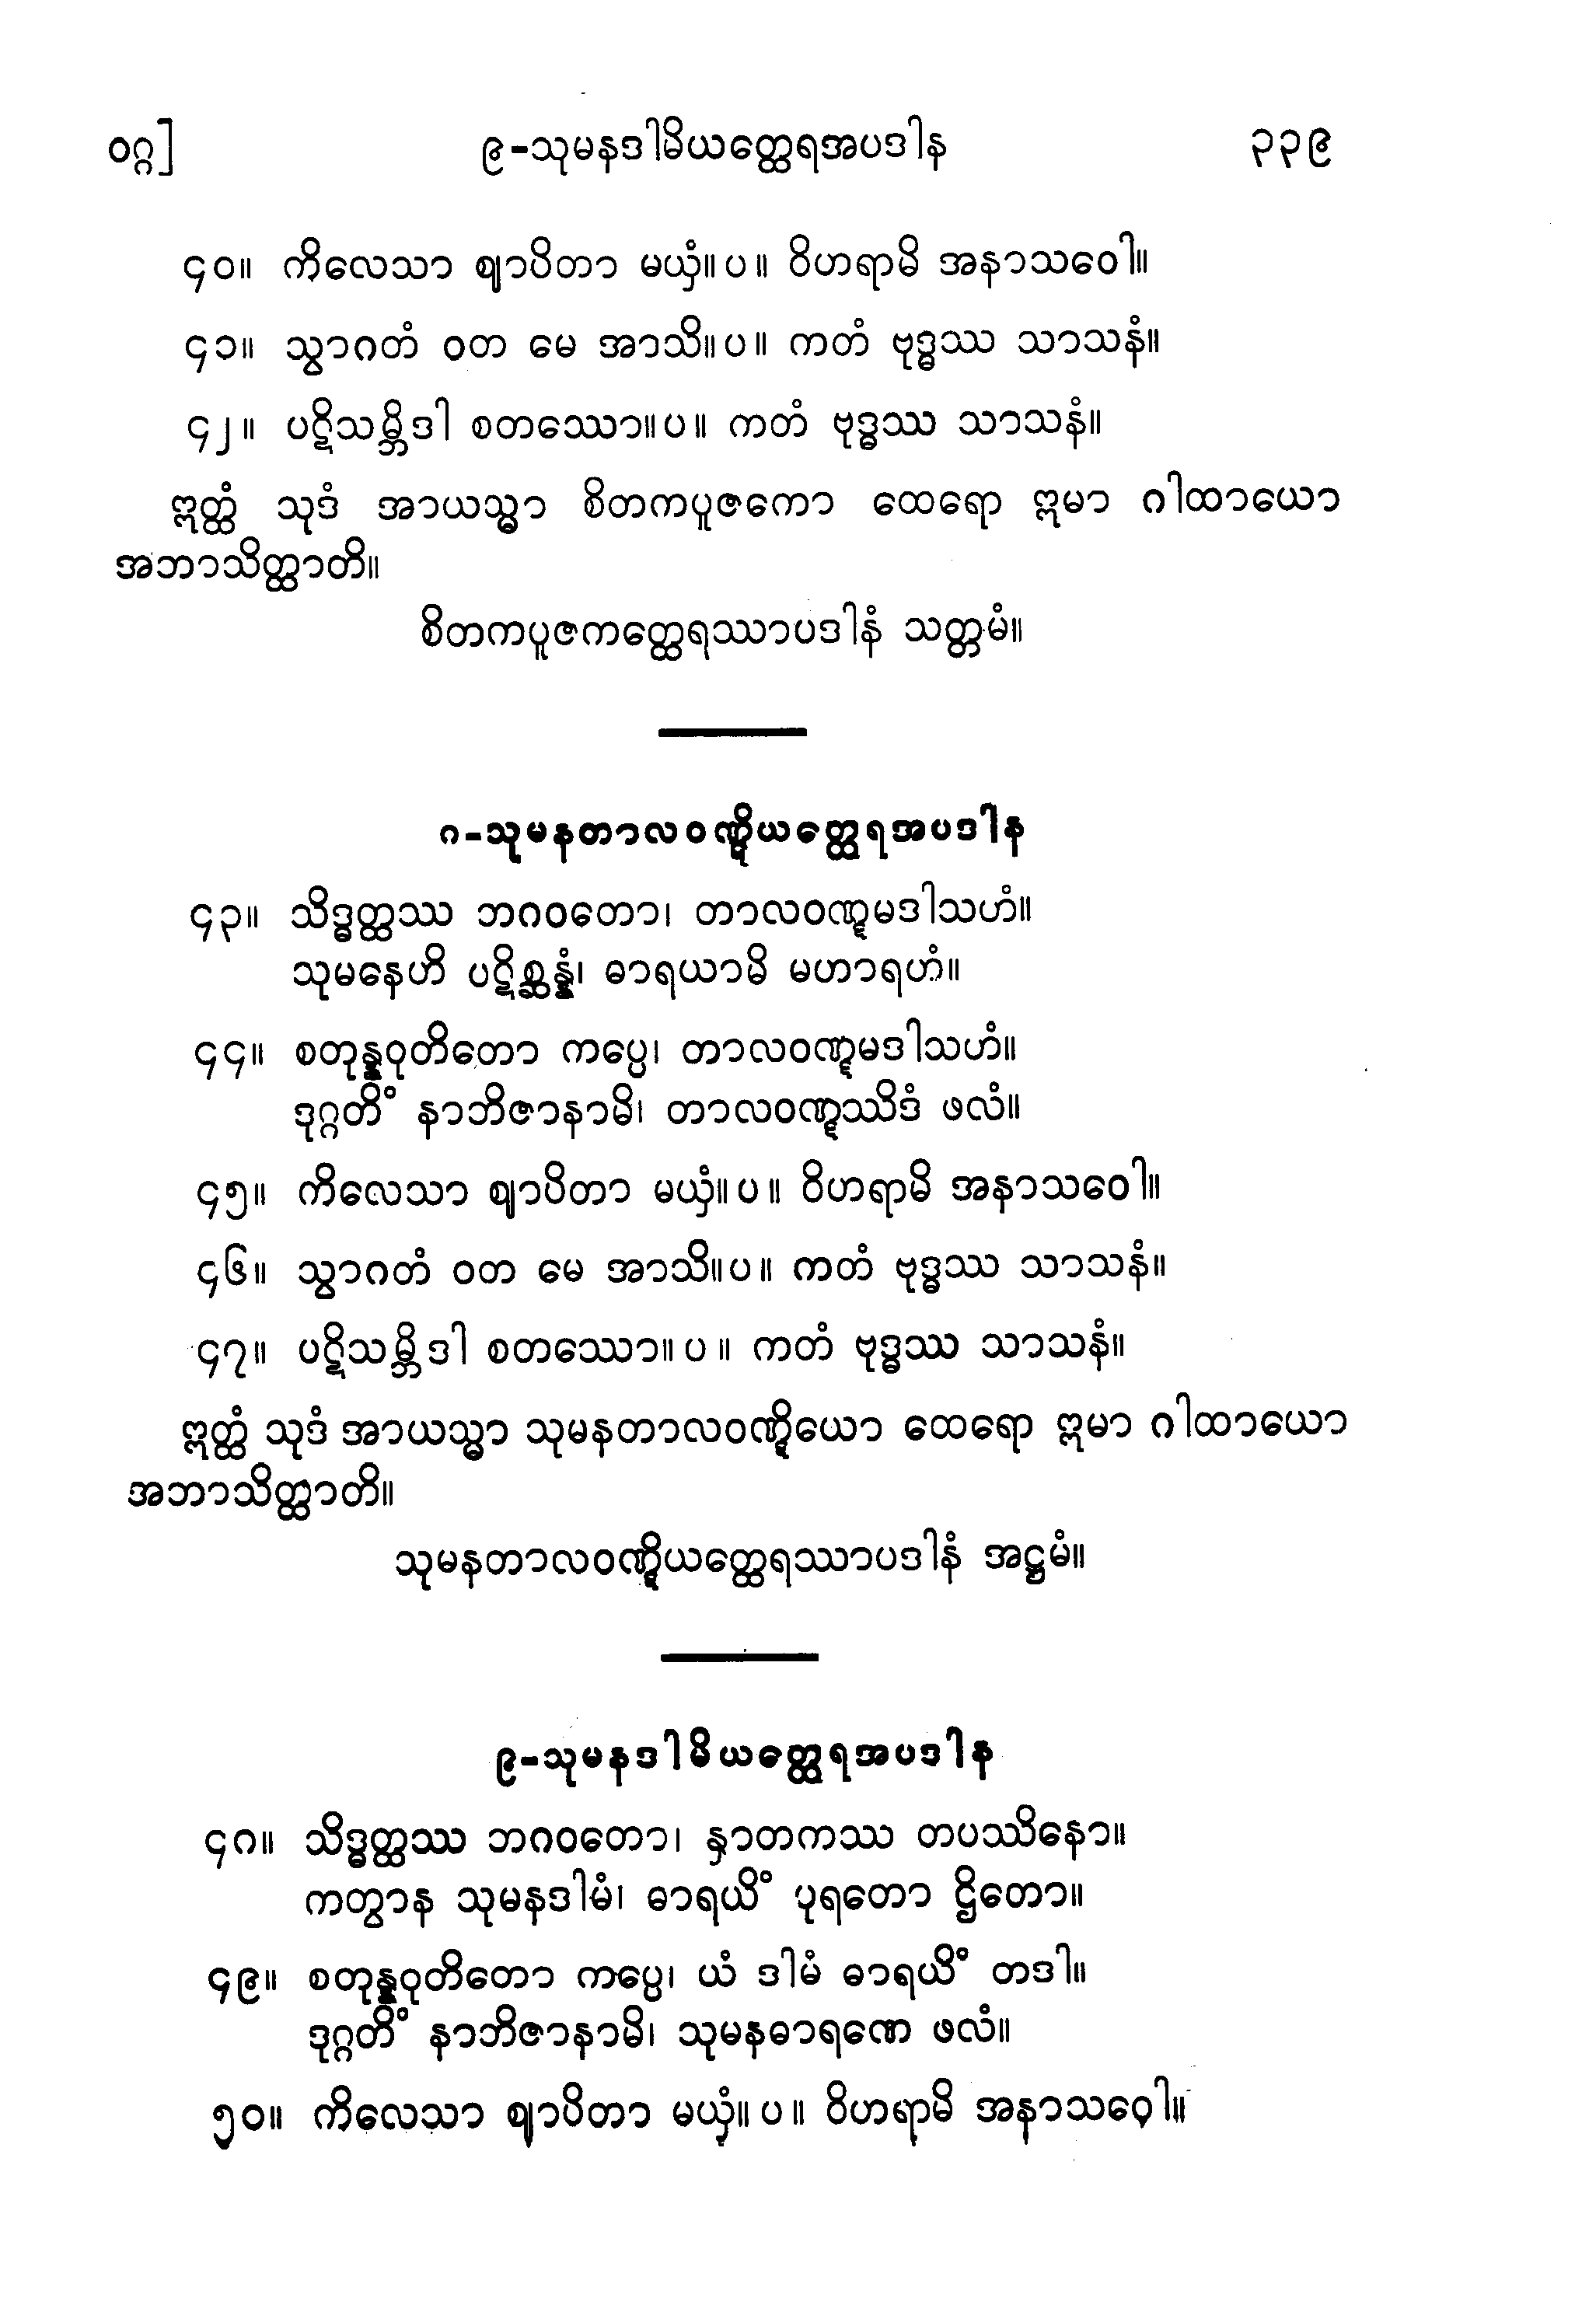 ဝဂ္ဂ]
၉-သုမနဒါမိယတ္ထေရအပဒါန
၃၃၉
၄၀။ ကိလေသာ ဈာပိတာ မယှံ။ပ။ ဝိဟရာမိ အနာသဝေါ။
၄၁။ သွာဂတံ ဝတ မေ အာသိ။ပ။ ကတံ ဗုဒ္ဓဿ သာသနံ။
၄၂။ ပဋိသမ္ဘိဒါ စတဿော။ပ။ ကတံ ဗုဒ္ဓဿ သာသနံ။
ဣတ္ထံ သုဒံ အာယသ္မာ စိတကပူဇကော ထေရော ဣမာ ဂါထာယော
အဘာသိတ္ထာတိ။
စိတကပူဇကတ္ထေရဿာပဒါနံ သတ္တမံ။
၈-သုမနတာလဝဏ္ဋိယတ္ထေရအပဒါန
၄၃။ သိဒ္ဓတ္ထဿ ဘဂဝတော၊ တာလဝဏ္ဋမဒါသဟံ။
သုမနေဟိ ပဋိစ္ဆန္နံ၊ ဓာရယာမိ မဟာရဟံ။
၄၄။ စတုန္နဝုတိတော ကပ္ပေ၊ တာလဝဏ္ဋမဒါသဟံ။
ဒုဂ္ဂတိံ နာဘိဇာနာမိ၊ တာလဝဏ္ဋဿိဒံ ဖလံ။
၄၅။ ကိလေသာ ဈာပိတာ မယှံ။ပ။ ဝိဟရာမိ အနာသဝေါ။
၄၆။ သွာဂတံ ဝတ မေ အာသိ။ပ။ ကတံ ဗုဒ္ဓဿ သာသနံ။
၄၇။ ပဋိသမ္ဘိဒါ စတဿော။ပ။ ကတံ ဗုဒ္ဓဿ သာသနံ။
ဣတ္ထံ သုဒံ အာယသ္မာ သုမနတာလဝဏ္ဋိယော ထေရော ဣမာ ဂါထာယော
အဘာသိတ္ထာတိ။
သုမနတာလဝဏ္ဋိယတ္ထေရဿာပဒါနံ အဋ္ဌမံ။
၉-သုမနဒါမိယတ္ထေရအပဒါန
၄၈။ သိဒ္ဓတ္ထဿ ဘဂဝတော၊ နှာတကဿ တပဿိနော။
ကတွာန သုမနဒါမံ၊ ဓာရယိံ ပုရတော ဌိတော။
၄၉။ စတုန္နဝုတိတော ကပ္ပေ၊ ယံ ဒါမံ ဓာရယိံ တဒါ။
ဒုဂ္ဂတိံ နာဘိဇာနာမိ၊ သုမနဓာရဏေ ဖလံ။
၅၀။ ကိလေသာ ဈာပိတာ မယှံ။ပ။ ဝိဟရာမိ အနာသဝေါ။